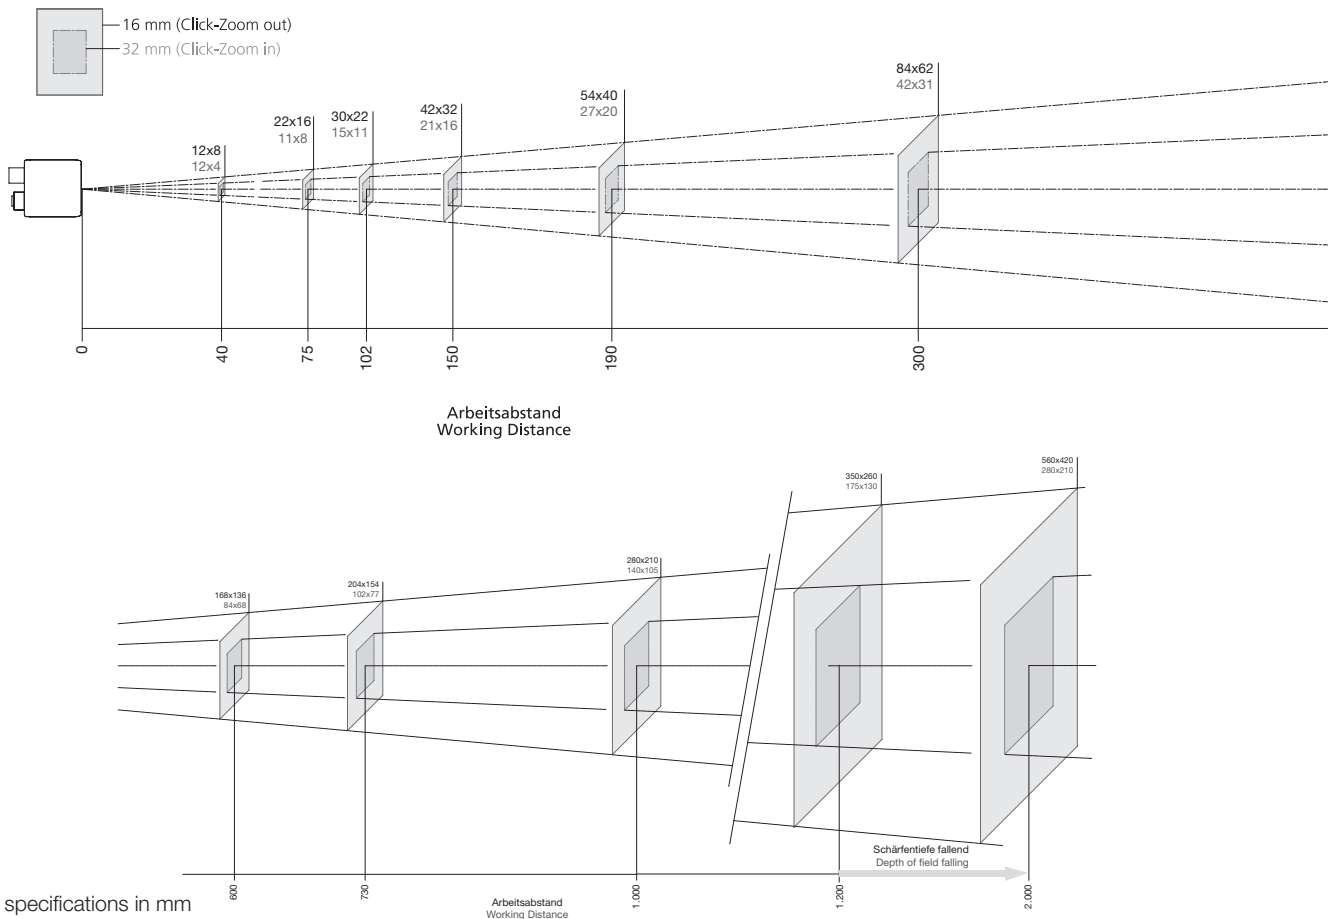 16 mm (Click-Zoom out)
32 mm (Click-Zoom in)
12x8
12x4
22x16
11x8
30x22
15x11
42x32
21x16
54x40
27x20
84x62
42x31
0
40
75
102
150
190
300
Arbeitsabstand
Working Distance
168x136
84x68
204x154
102x77
280x210
140x105
350x260
175x130
560x420
280x210
Schärfentiefe fallend
Depth of field falling
600
730
1.000
1.200
2.000
Arbeitsabstand
Working Distance
specifications in mm